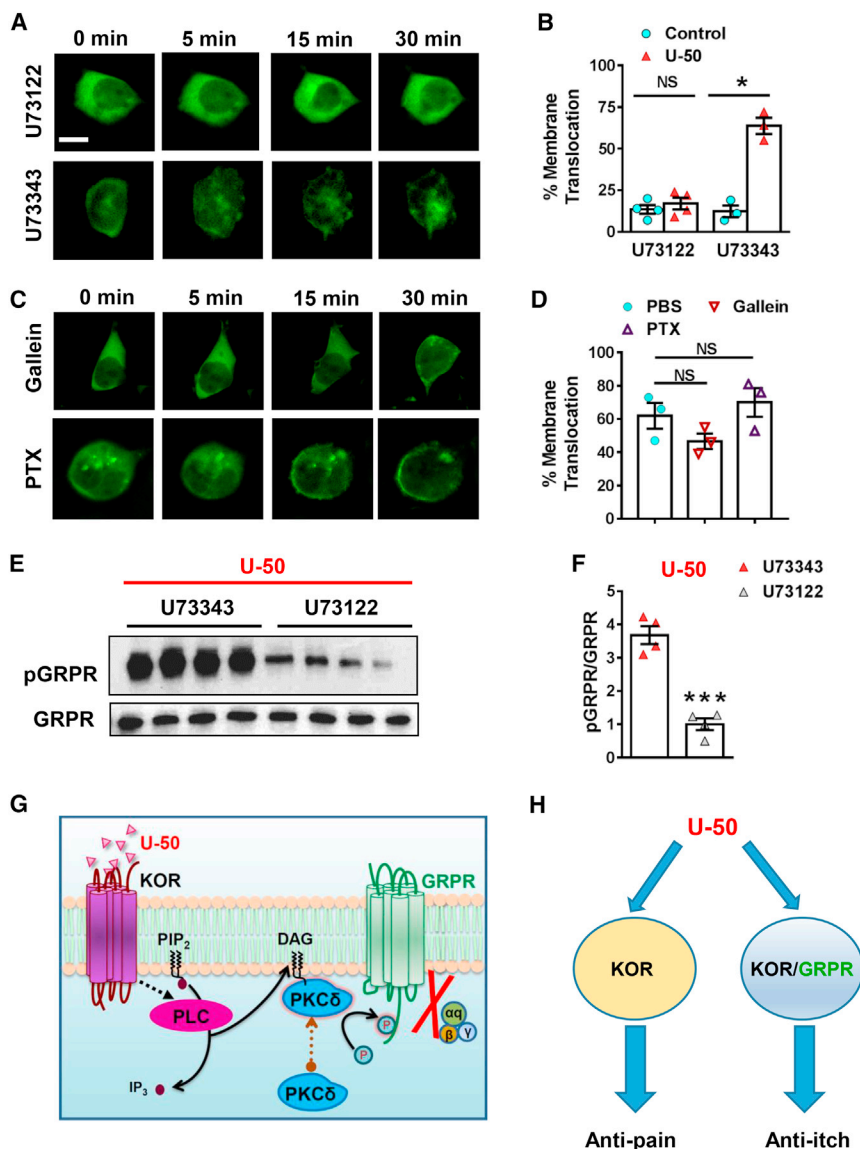 A
0 min 5 min 15 min 30 min
U73122
U73343
B
Control
U-50
% Membrane
Translocation
100
75
50
25
0
NS *
U73122 U73343
C
0 min 5 min 15 min 30 min
Gallein
PTX
D
PBS Gallein
PTX
% Membrane
Translocation
100
80
60
40
20
0
NS
NS
E
U-50
U73343 U73122
pGRPR
GRPR
F
U-50
U73343
U73122
pGRPR/GRPR
5
4
3
2
1
0
***
G
U-50
KOR
GRPR
PIP₂
DAG
PLC
PKCδ
P
P
αq
β γ
IP₃
PKCδ
H
U-50
KOR
KOR/GRPR
Anti-pain
Anti-itch